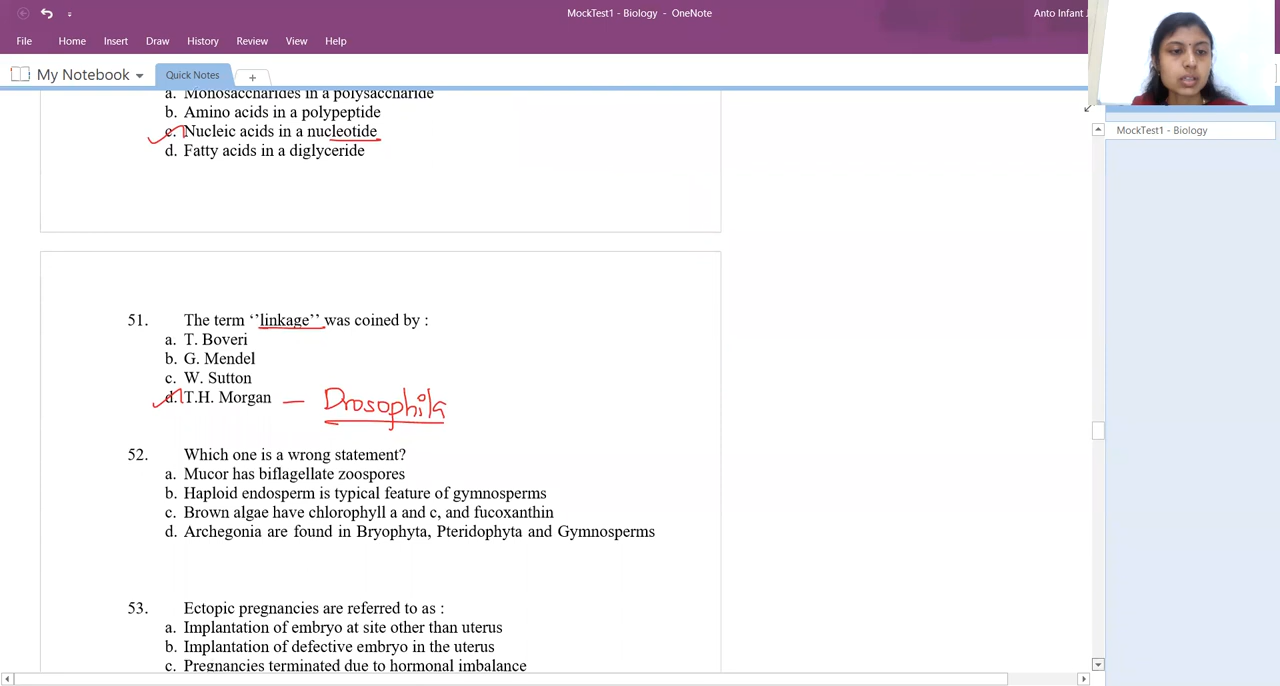 MockTest1 - Biology - OneNote
Anto Infant J
File Home Insert Draw History Review View Help
My Notebook Quick Notes +
MockTest1 - Biology
a. Monosaccharides in a polysaccharide
b. Amino acids in a polypeptide
c. Nucleic acids in a nucleotide
d. Fatty acids in a diglyceride
51. The term ‘’linkage’’ was coined by :
a. T. Boveri
b. G. Mendel
c. W. Sutton
d. T.H. Morgan — Drosophila
52. Which one is a wrong statement?
a. Mucor has biflagellate zoospores
b. Haploid endosperm is typical feature of gymnosperms
c. Brown algae have chlorophyll a and c, and fucoxanthin
d. Archegonia are found in Bryophyta, Pteridophyta and Gymnosperms
53. Ectopic pregnancies are referred to as :
a. Implantation of embryo at site other than uterus
b. Implantation of defective embryo in the uterus
c. Pregnancies terminated due to hormonal imbalance